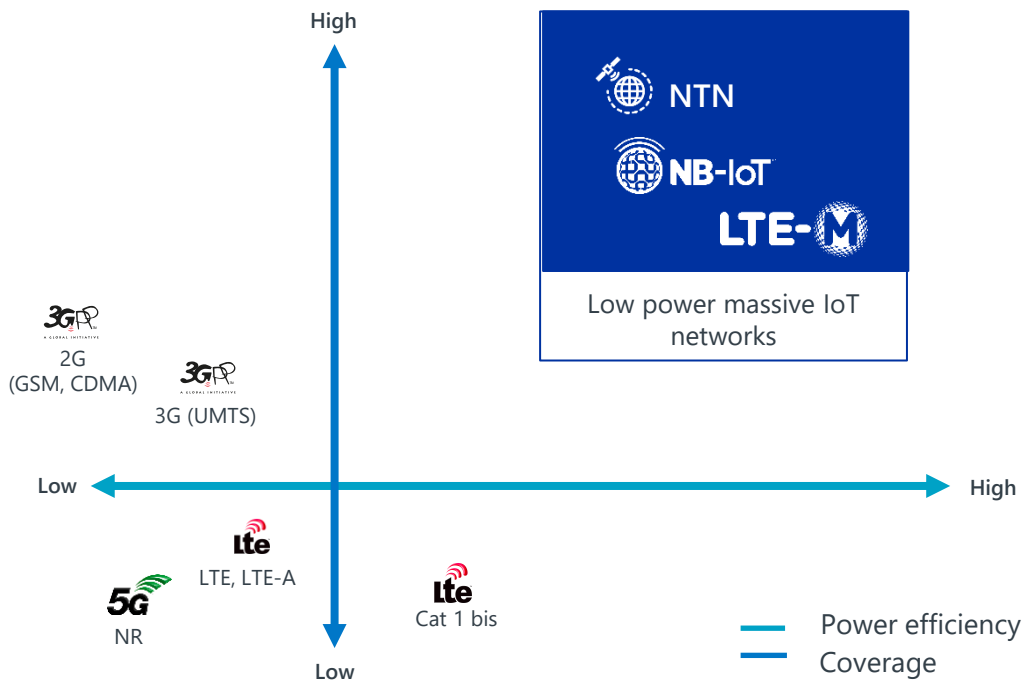 High
NTN
NB-IoT
LTE-M
Low power massive IoT
networks
3GPP
A GLOBAL INITIATIVE
2G
(GSM, CDMA)
3GPP
A GLOBAL INITIATIVE
3G (UMTS)
Low
High
Lte
LTE, LTE-A
5G
NR
Lte
Cat 1 bis
Low
Power efficiency
Coverage